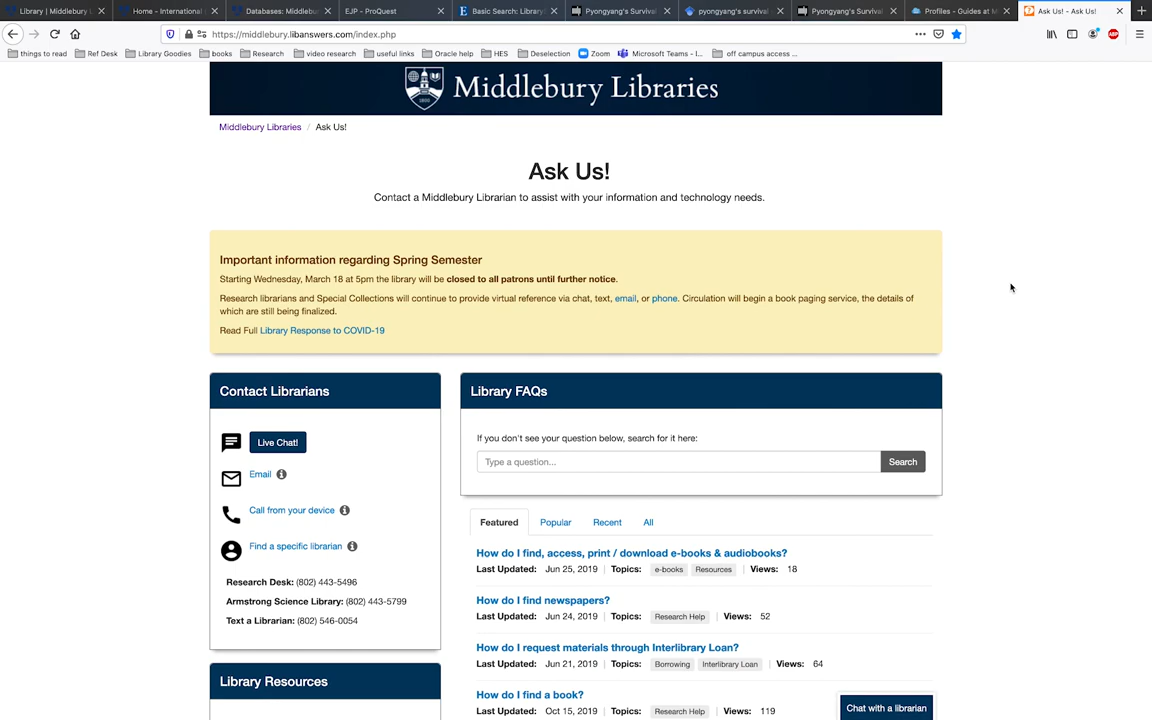 Library | Middlebury L
Home - International
Databases: Middlebu
EJP - ProQuest
Basic Search: Library
Pyongyang's Survival
pyongyang's survival
Pyongyang's Survival
Profiles - Guides at M
Ask Us! - Ask Us!
https://middlebury.libanswers.com/index.php
things to read
Ref Desk
Library Goodies
books
Research
video research
useful links
Oracle help
HES
Deselection
Zoom
Microsoft Teams - I...
off campus access ...
ABP
1800
Middlebury Libraries
Middlebury Libraries / Ask Us!
Ask Us!
Contact a Middlebury Librarian to assist with your information and technology needs.
Important information regarding Spring Semester
Starting Wednesday, March 18 at 5pm the library will be closed to all patrons until further notice.
Research librarians and Special Collections will continue to provide virtual reference via chat, text, email, or phone. Circulation will begin a book paging service, the details of
which are still being finalized.
Read Full Library Response to COVID-19
Contact Librarians
Live Chat!
Email
Call from your device
Find a specific librarian
Research Desk: (802) 443-5496
Armstrong Science Library: (802) 443-5799
Text a Librarian: (802) 546-0054
Library Resources
Library FAQs
If you don't see your question below, search for it here:
Type a question... Search
Featured Popular Recent All
How do I find, access, print / download e-books & audiobooks?
Last Updated: Jun 25, 2019 | Topics: e-books Resources | Views: 18
How do I find newspapers?
Last Updated: Jun 24, 2019 | Topics: Research Help | Views: 52
How do I request materials through Interlibrary Loan?
Last Updated: Jun 21, 2019 | Topics: Borrowing Interlibrary Loan | Views: 64
How do I find a book?
Last Updated: Oct 15, 2019 | Topics: Research Help | Views: 119
Chat with a librarian